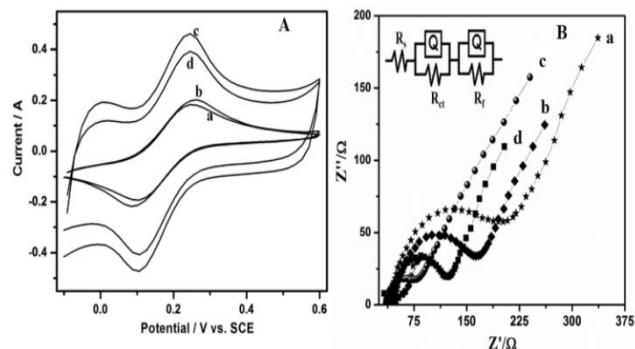 A
c
d
b
a
0.4
0.2
0.0
-0.2
-0.4
Current / A
0.0
0.2
0.4
0.6
Potential / V vs. SCE
B
Rs
Q
Rct
Q
Rf
a
c
b
d
200
150
100
50
0
Z''/Ω
75
150
225
300
375
Z'/Ω